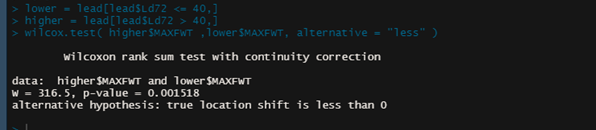 > lower = lead[lead$Ld72 <= 40,]
> higher = lead[lead$Ld72 > 40,]
> wilcox.test( higher$MAXFWT ,lower$MAXFWT, alternative = "less" )
Wilcoxon rank sum test with continuity correction
data:  higher$MAXFWT and lower$MAXFWT
W = 316.5, p-value = 0.001518
alternative hypothesis: true location shift is less than 0
>